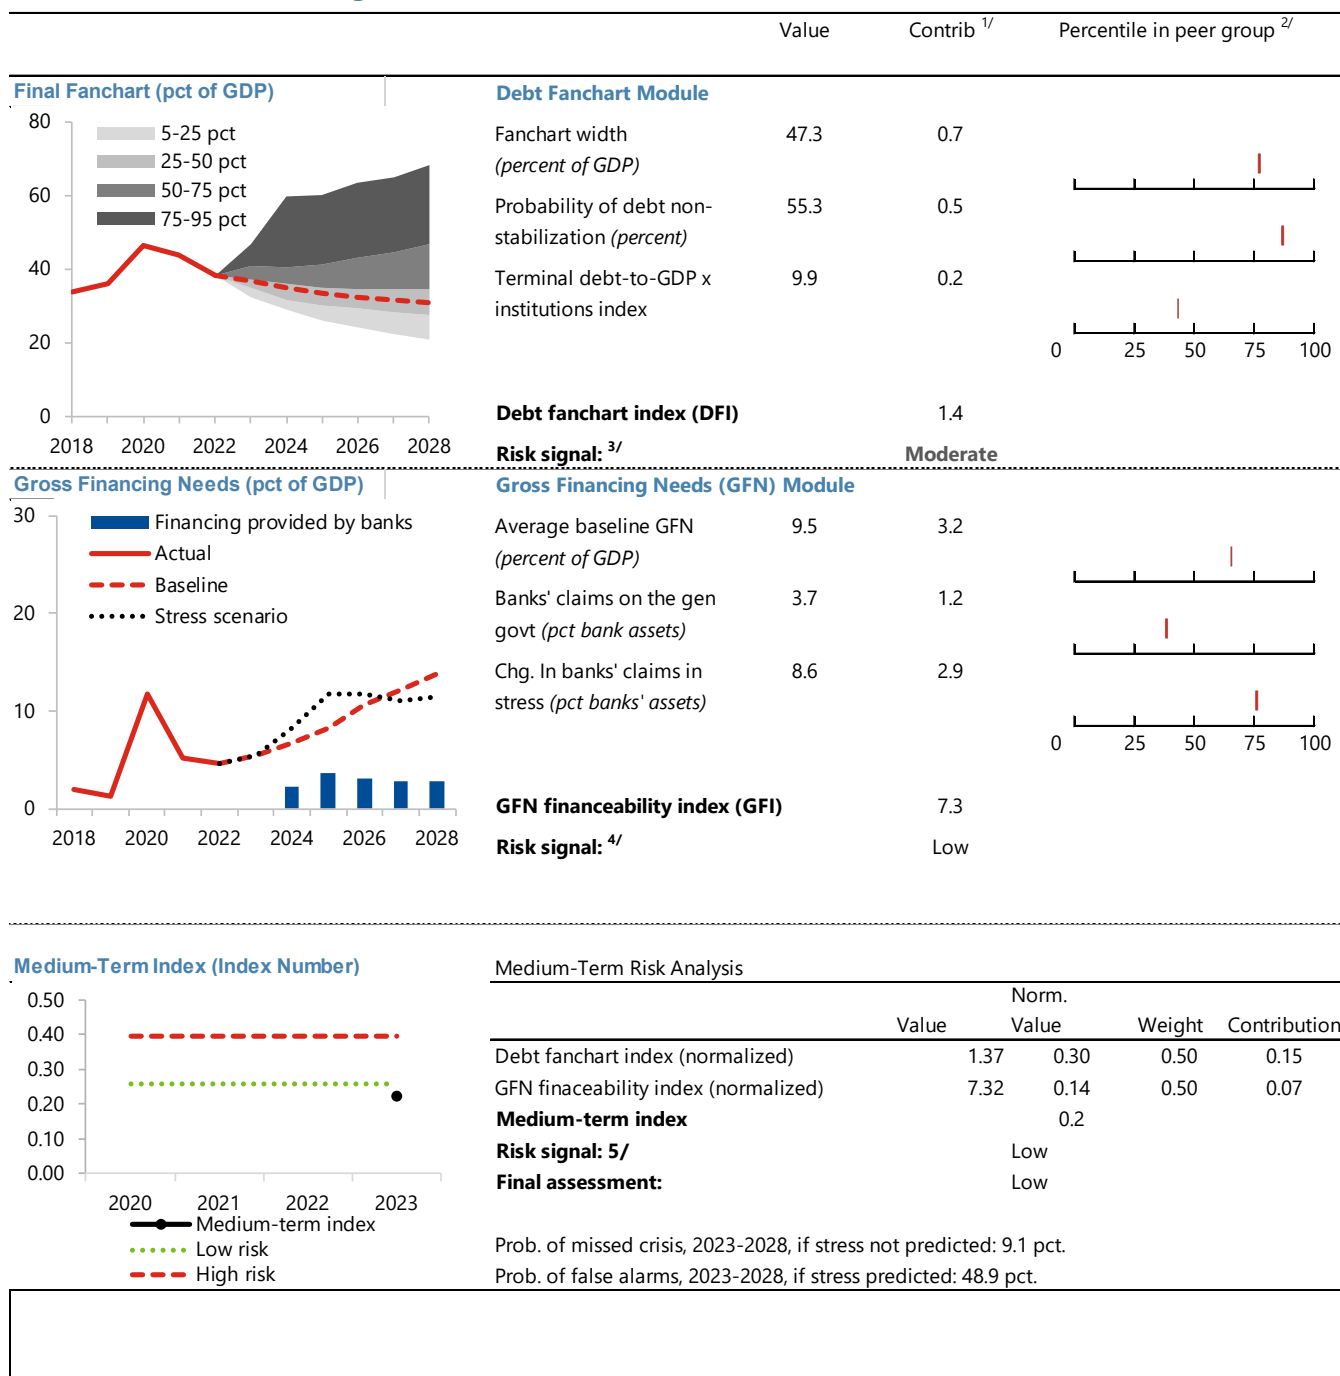 Value Contrib 1/ Percentile in peer group 2/
Final Fanchart (pct of GDP)
80
60
40
20
0
5-25 pct
25-50 pct
50-75 pct
75-95 pct
2018 2020 2022 2024 2026 2028
Debt Fanchart Module
Fanchart width 47.3 0.7
(percent of GDP)
Probability of debt non- 55.3 0.5
stabilization (percent)
Terminal debt-to-GDP x 9.9 0.2
institutions index
0 25 50 75 100
Debt fanchart index (DFI) 1.4
Risk signal: 3/ Moderate
Gross Financing Needs (pct of GDP)
30
20
10
0
Financing provided by banks
Actual
Baseline
Stress scenario
2018 2020 2022 2024 2026 2028
Gross Financing Needs (GFN) Module
Average baseline GFN 9.5 3.2
(percent of GDP)
Banks' claims on the gen 3.7 1.2
govt (pct bank assets)
Chg. In banks' claims in 8.6 2.9
stress (pct banks' assets)
0 25 50 75 100
GFN financeability index (GFI) 7.3
Risk signal: 4/ Low
Medium-Term Index (Index Number)
0.50
0.40
0.30
0.20
0.10
0.00
2020 2021 2022 2023
Medium-term index
Low risk
High risk
Medium-Term Risk Analysis
Norm.
Value Value Weight Contribution
Debt fanchart index (normalized) 1.37 0.30 0.50 0.15
GFN finaceability index (normalized) 7.32 0.14 0.50 0.07
Medium-term index 0.2
Risk signal: 5/ Low
Final assessment: Low
Prob. of missed crisis, 2023-2028, if stress not predicted: 9.1 pct.
Prob. of false alarms, 2023-2028, if stress predicted: 48.9 pct.